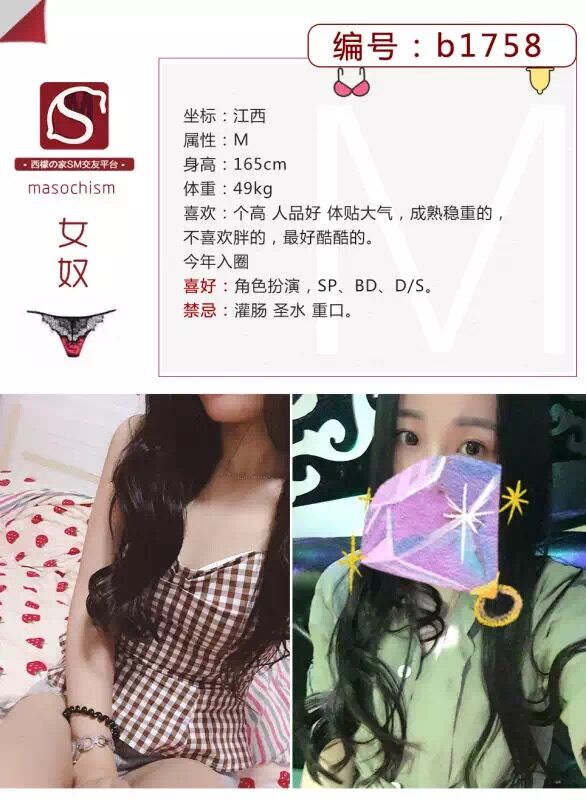 编号：b1758
S
- 西檬の家SM交友平台 -
masochism
女奴
坐标：江西
属性：M
身高：165cm
体重：49kg
喜欢：个高 人品好 体贴大气，成熟稳重的，
不喜欢胖的，最好酷酷的。
今年入圈
喜好：角色扮演，SP、BD、D/S。
禁忌：灌肠 圣水 重口。
M